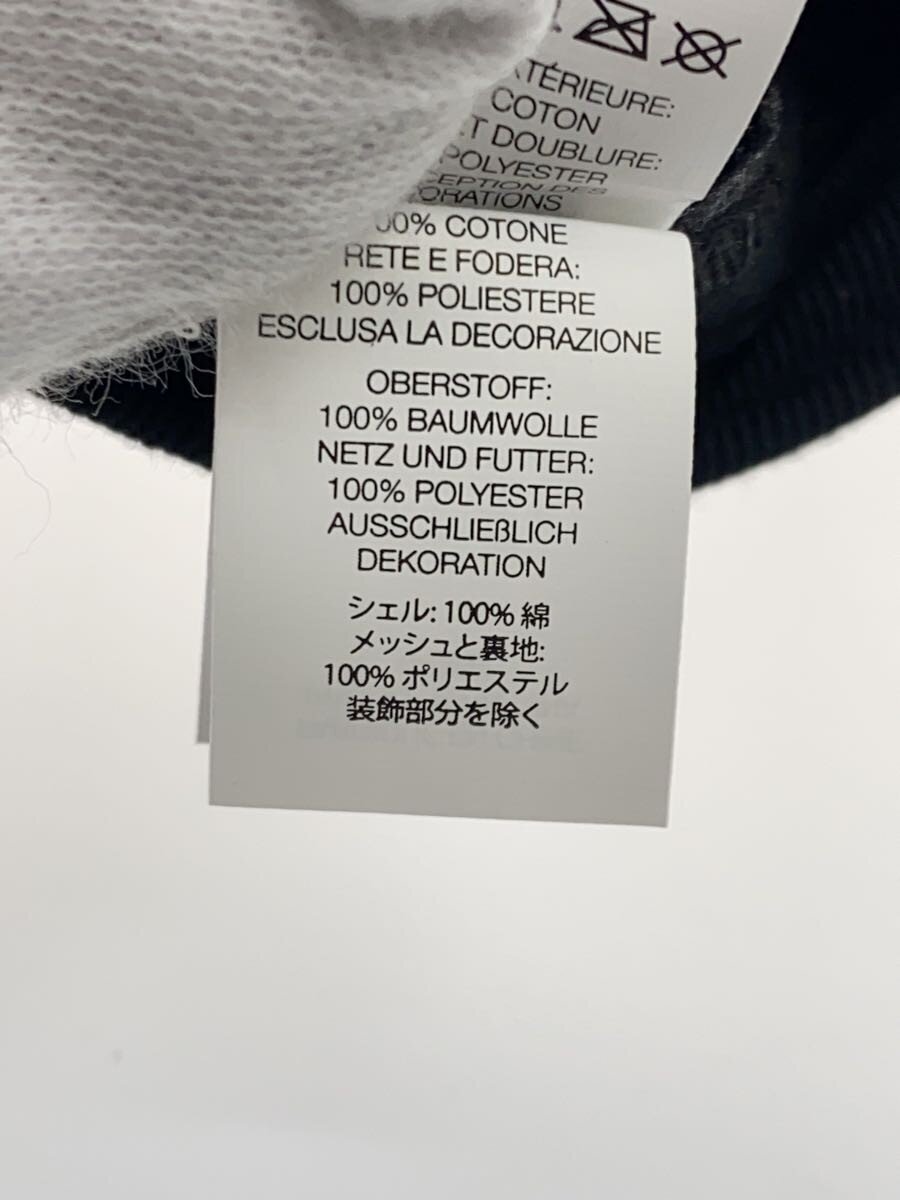 COTON
DOUBLURE:
POLYESTER
100% COTONE
RETE E FODERA:
100% POLIESTERE
ESCLUSA LA DECORAZIONE
OBERSTOFF:
100% BAUMWOLLE
NETZ UND FUTTER:
100% POLYESTER
AUSSCHLIEßLICH
DEKORATION
シェル: 100% 綿
メッシュと裏地:
100% ポリエステル
装飾部分を除く